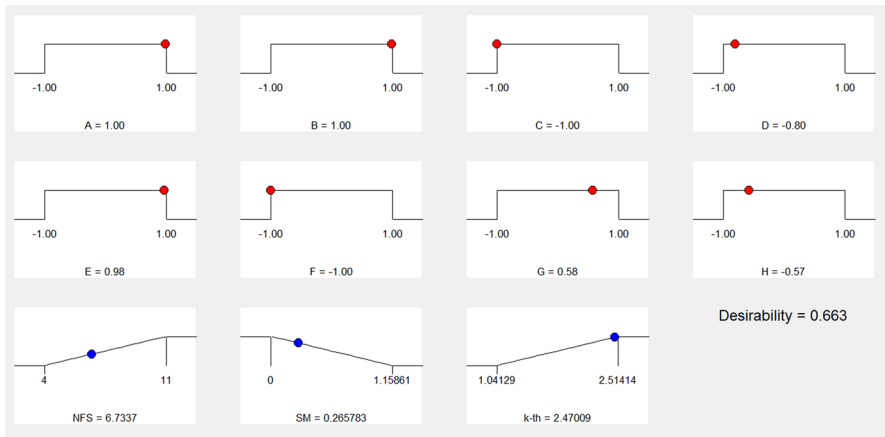 -1.00 1.00 -1.00 1.00 -1.00 1.00 -1.00 1.00
A = 1.00 B = 1.00 C = -1.00 D = -0.80
-1.00 1.00 -1.00 1.00 -1.00 1.00 -1.00 1.00
E = 0.98 F = -1.00 G = 0.58 H = -0.57
Desirability = 0.663
4 11 0 1.15861 1.04129 2.51414
NFS = 6.7337 SM = 0.265783 k-th = 2.47009